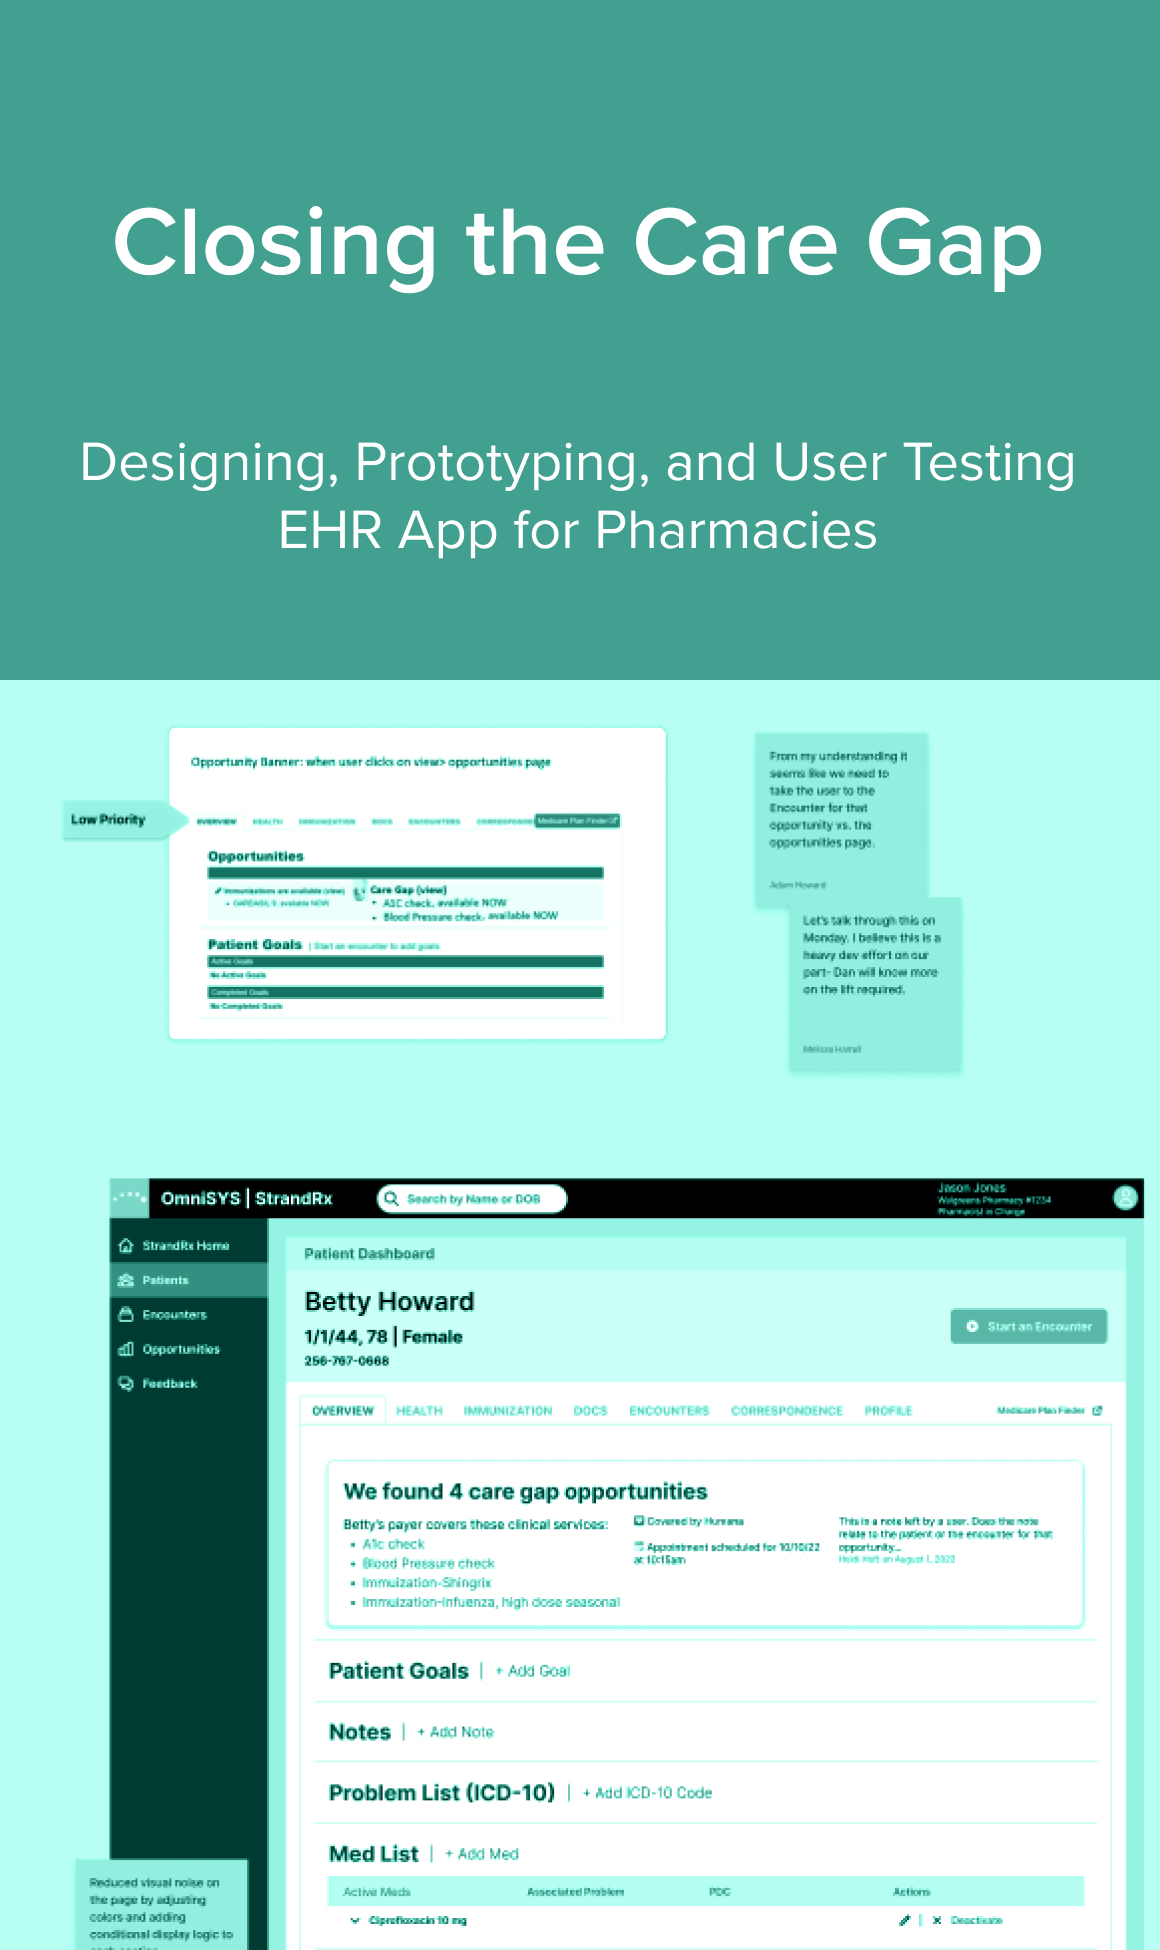 Closing the Care Gap
Designing, Prototyping, and User Testing
EHR App for Pharmacies
Opportunity Banner: when user clicks on view> opportunities page
Low Priority
OVERVIEW HEALTH IMMUNIZATION DOCS ENCOUNTERS CORRESPONDE Medicare Plan Finder
Opportunities
Immunizations are available (view)
• GARDASIL 9, available NOW
Care Gap (view)
• A1C check, available NOW
• Blood Pressure check, available NOW
Patient Goals | Start an encounter to add goals
Active Goals
No Active Goals
Completed Goals
No Completed Goals
From my understanding it
seems like we need to
take the user to the
Encounter for that
opportunity vs. the
opportunities page.
Adam Howard
Let's talk through this on
Monday. I believe this is a
heavy dev effort on our
part- Dan will know more
on the lift required.
Melissa Harrell
OmniSYS | StrandRx
Search by Name or DOB
Jason Jones
Walgreens Pharmacy #1234
Pharmacist in Charge
StrandRx Home
Patients
Encounters
Opportunities
Feedback
Patient Dashboard
Betty Howard
1/1/44, 78 | Female
256-767-0668
Start an Encounter
OVERVIEW HEALTH IMMUNIZATION DOCS ENCOUNTERS CORRESPONDENCE PROFILE Medicare Plan Finder
We found 4 care gap opportunities
Betty's payer covers these clinical services:
• A1c check
• Blood Pressure check
• Immuization-Shingrix
• Immuization-Infuenza, high dose seasonal
Covered by Humana
Appointment scheduled for 10/10/22
at 10:15am
This is a note left by a user. Does the note
relate to the patient or the encounter for that
opportunity...
Heidi Heft on August 1, 2022
Patient Goals | + Add Goal
Notes | + Add Note
Problem List (ICD-10) | + Add ICD-10 Code
Med List | + Add Med
Active Meds Associated Problem PDC Actions
Ciprofloxacin 10 mg | Deactivate
Reduced visual noise on
the page by adjusting
colors and adding
conditional display logic to